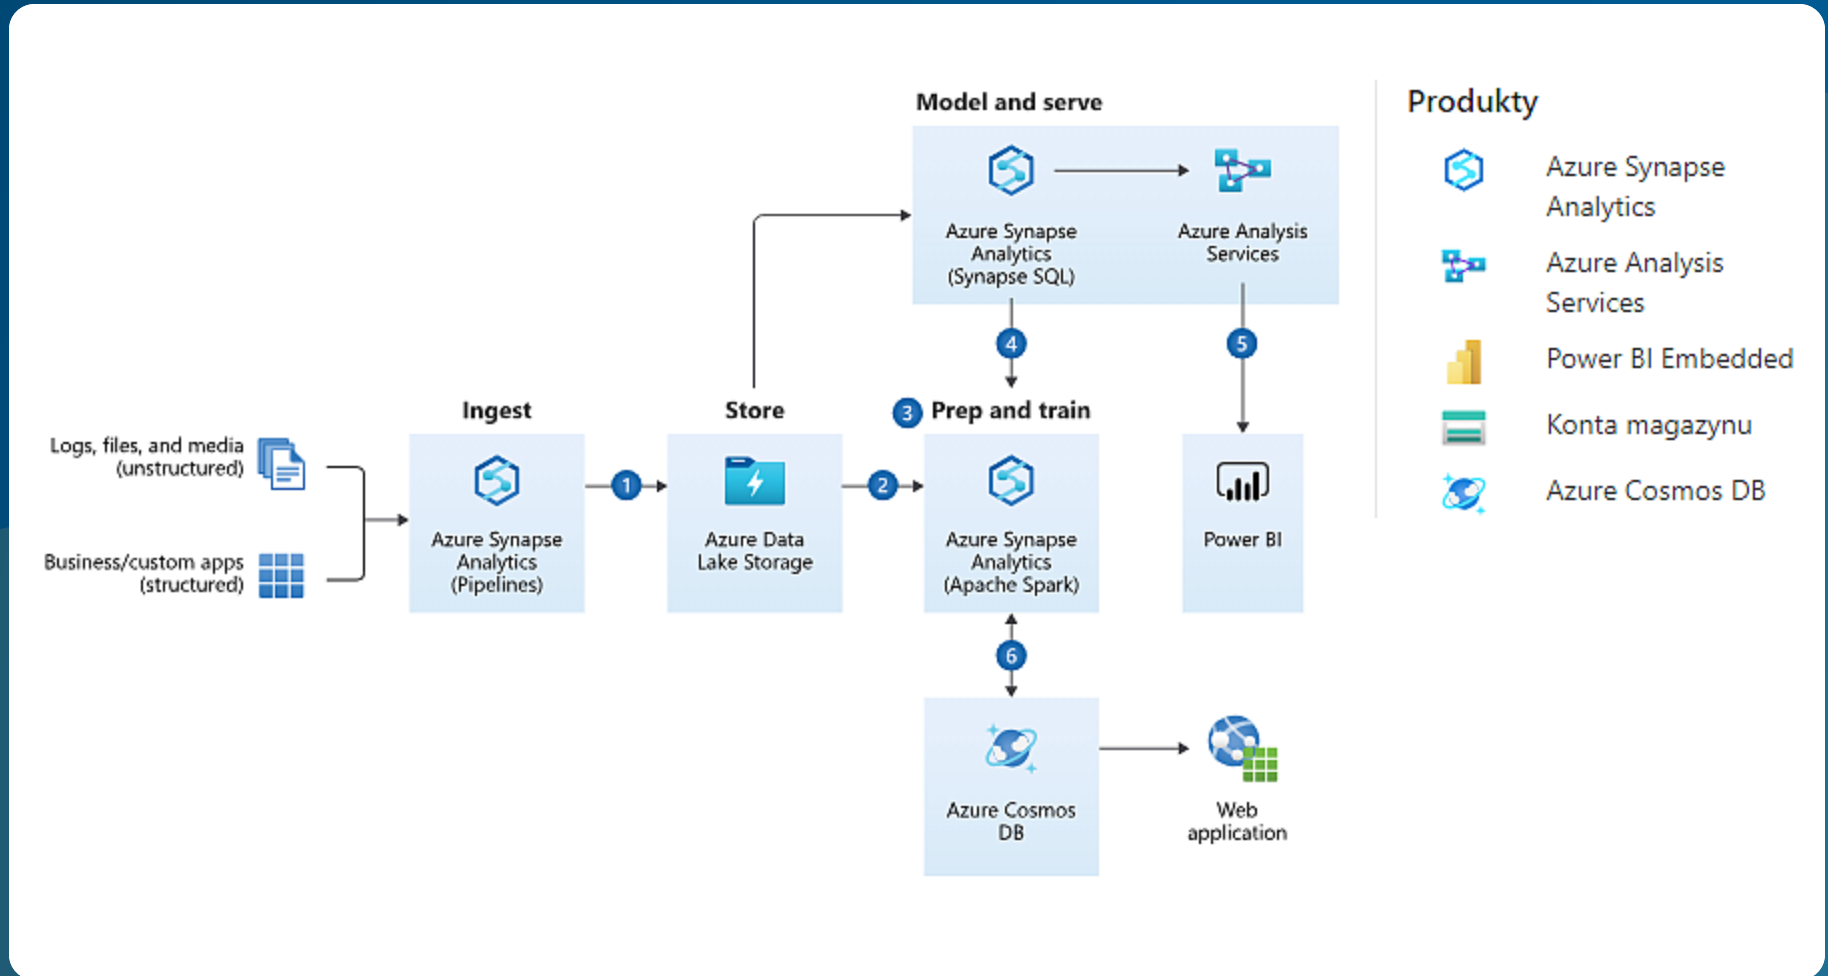 Model and serve
Azure Synapse
Analytics
(Synapse SQL)
Azure Analysis
Services
4
5
Ingest
Store
3 Prep and train
Logs, files, and media
(unstructured)
Business/custom apps
(structured)
Azure Synapse
Analytics
(Pipelines)
1
Azure Data
Lake Storage
2
Azure Synapse
Analytics
(Apache Spark)
Power BI
6
Azure Cosmos
DB
Web
application
Produkty
Azure Synapse
Analytics
Azure Analysis
Services
Power BI Embedded
Konta magazynu
Azure Cosmos DB